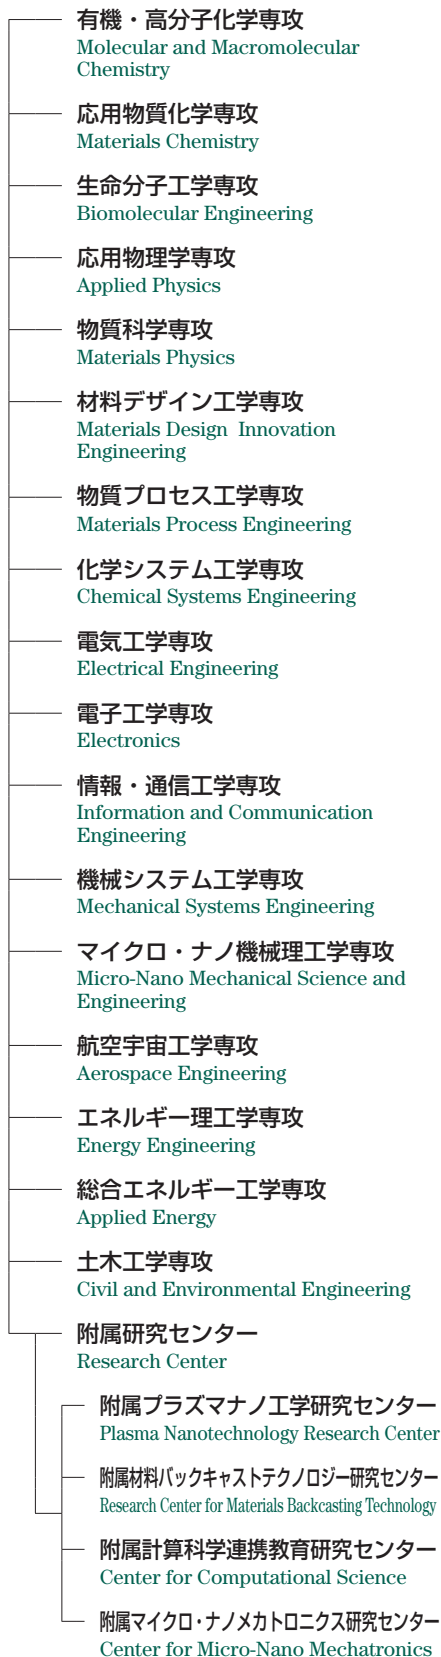 有機・高分子化学専攻
Molecular and Macromolecular
Chemistry
応用物質化学専攻
Materials Chemistry
生命分子工学専攻
Biomolecular Engineering
応用物理学専攻
Applied Physics
物質科学専攻
Materials Physics
材料デザイン工学専攻
Materials Design Innovation
Engineering
物質プロセス工学専攻
Materials Process Engineering
化学システム工学専攻
Chemical Systems Engineering
電気工学専攻
Electrical Engineering
電子工学専攻
Electronics
情報・通信工学専攻
Information and Communication
Engineering
機械システム工学専攻
Mechanical Systems Engineering
マイクロ・ナノ機械理工学専攻
Micro-Nano Mechanical Science and
Engineering
航空宇宙工学専攻
Aerospace Engineering
エネルギー理工学専攻
Energy Engineering
総合エネルギー工学専攻
Applied Energy
土木工学専攻
Civil and Environmental Engineering
附属研究センター
Research Center
附属プラズマナノ工学研究センター
Plasma Nanotechnology Research Center
附属材料バックキャストテクノロジー研究センター
Research Center for Materials Backcasting Technology
附属計算科学連携教育研究センター
Center for Computational Science
附属マイクロ・ナノメカトロニクス研究センター
Center for Micro-Nano Mechatronics